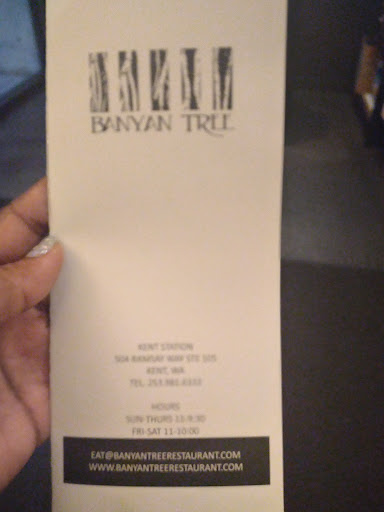 BANYAN TREE
KENT STATION
504 RAMSAY WAY STE 105
KENT, WA
TEL. 253.981.6333
HOURS
SUN-THURS 11-9:30
FRI-SAT 11-10:00
EAT@BANYANTREERESTAURANT.COM
WWW.BANYANTREERESTAURANT.COM